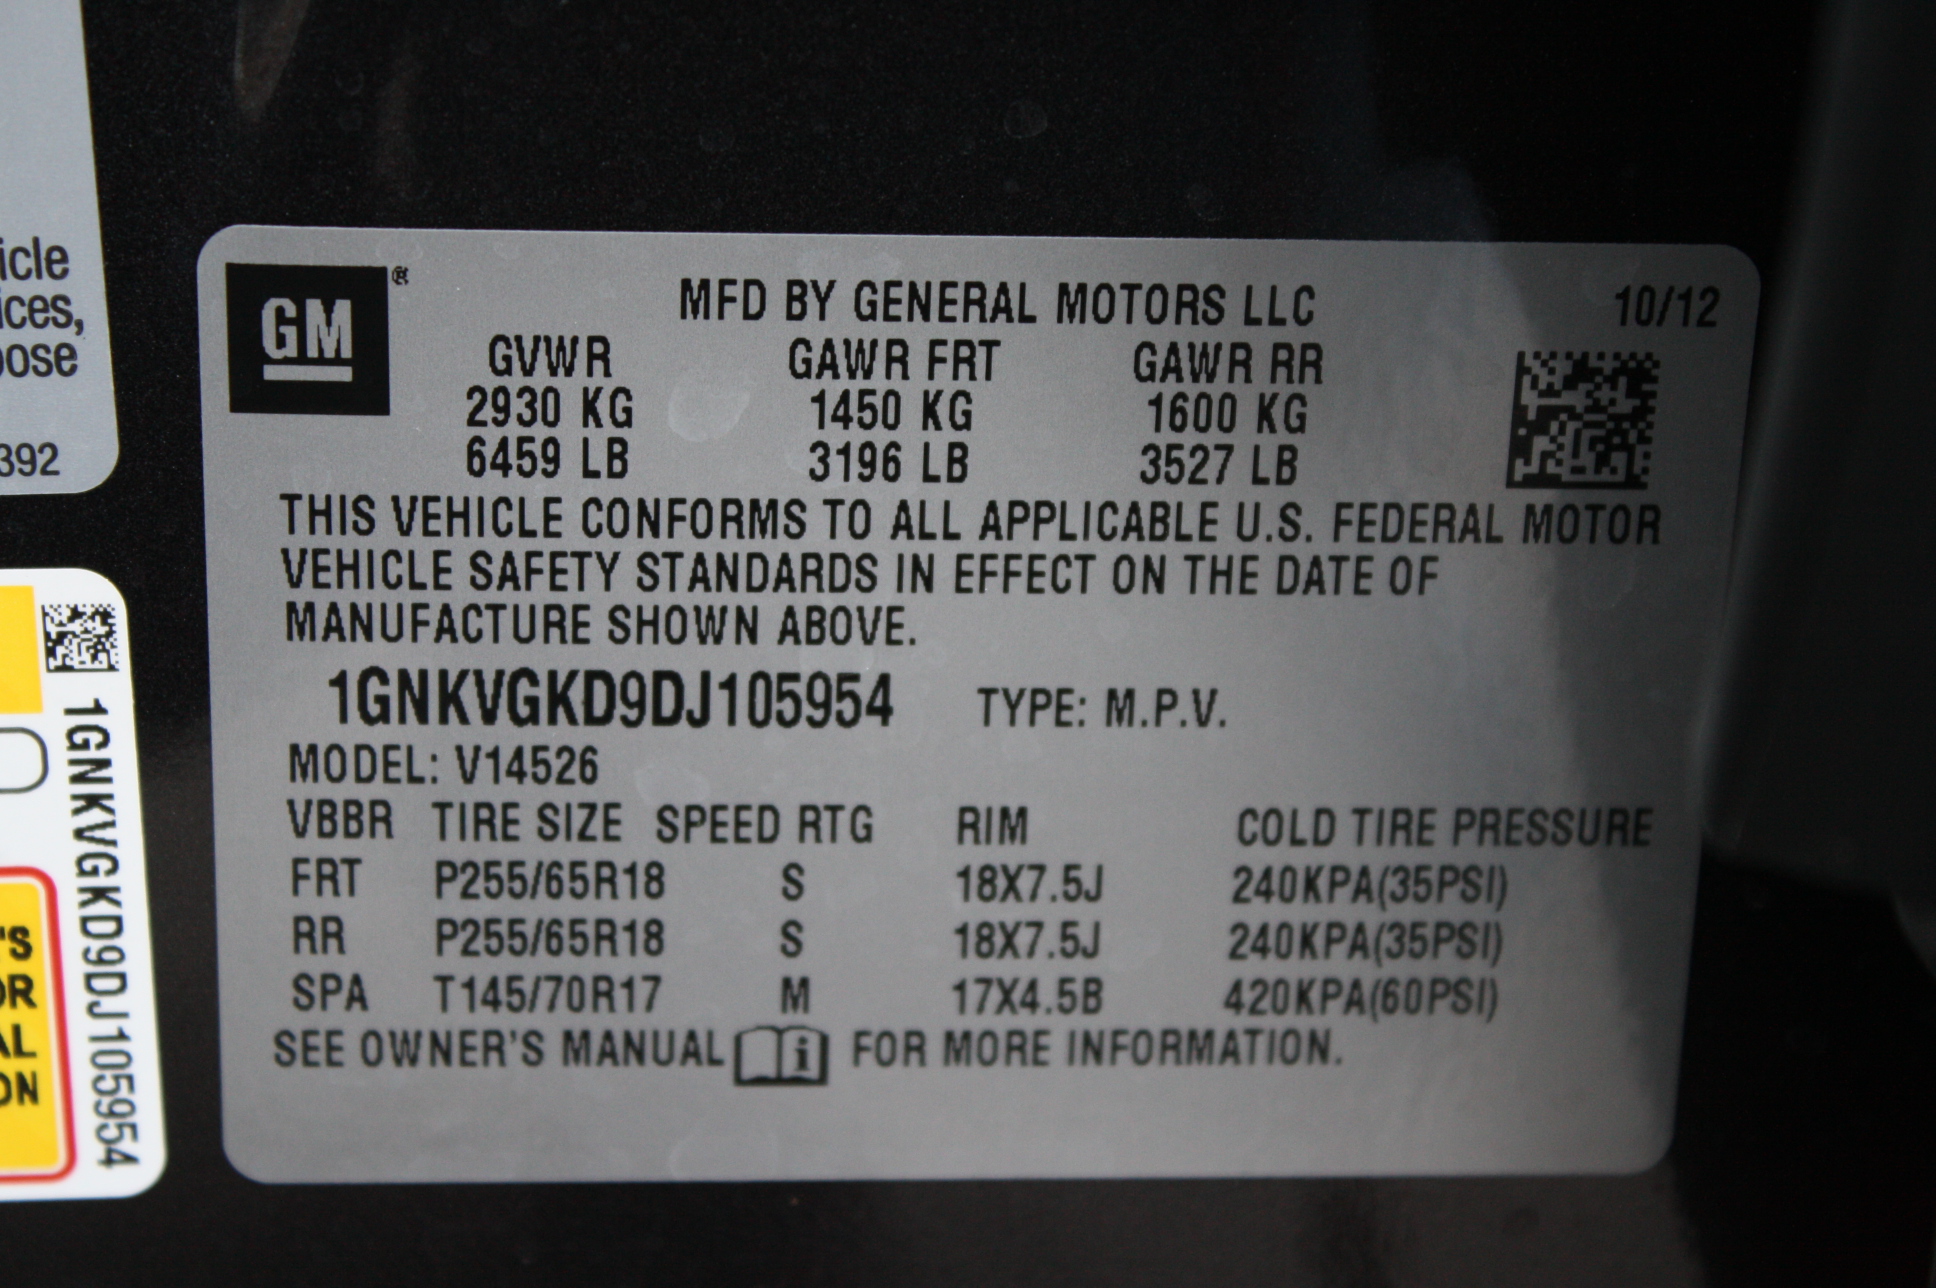 icle
ices,
392
GM
®
MFD BY GENERAL MOTORS LLC
10/12
GVWR GAWR FRT GAWR RR
2930 KG 1450 KG 1600 KG
6459 LB 3196 LB 3527 LB
THIS VEHICLE CONFORMS TO ALL APPLICABLE U.S. FEDERAL MOTOR
VEHICLE SAFETY STANDARDS IN EFFECT ON THE DATE OF
MANUFACTURE SHOWN ABOVE.
1GNKVGKD9DJ105954 TYPE: M.P.V.
MODEL: V14526
VBBR TIRE SIZE SPEED RTG RIM COLD TIRE PRESSURE
FRT P255/65R18 S 18X7.5J 240KPA(35PSI)
RR P255/65R18 S 18X7.5J 240KPA(35PSI)
SPA T145/70R17 M 17X4.5B 420KPA(60PSI)
SEE OWNER'S MANUAL i FOR MORE INFORMATION.
1GNKVGKD9DJ105954
'S
OR
AL
ON